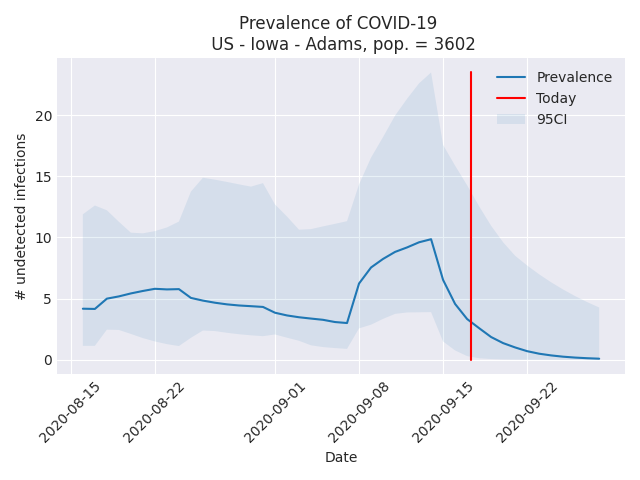 Prevalence of COVID-19
US - Iowa - Adams, pop. = 3602
Prevalence
Today
95CI
# undetected infections
20
15
10
5
0
2020-08-15
2020-08-22
2020-09-01
2020-09-08
2020-09-15
2020-09-22
Date